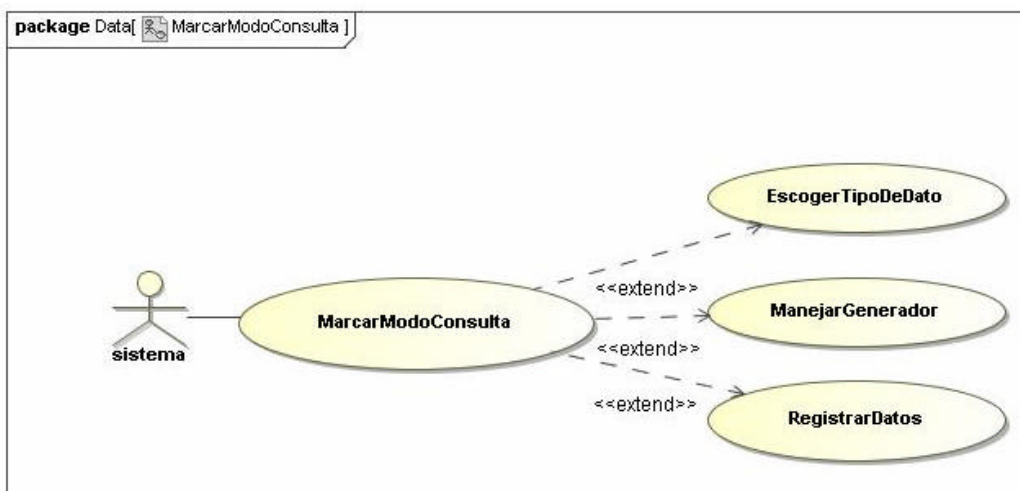 package Data[ MarcarModoConsulta ]
EscogerTipoDeDato
<<extend>>
ManejarGenerador
MarcarModoConsulta
<<extend>>
sistema
<<extend>>
RegistrarDatos